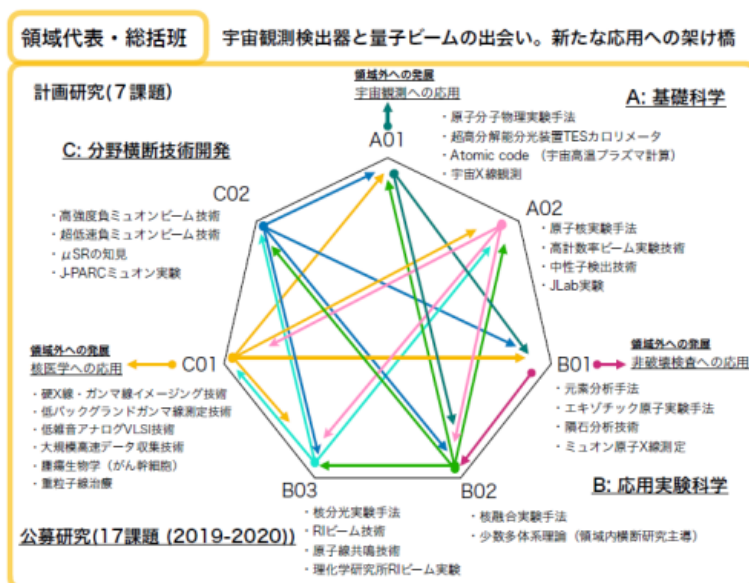 領域代表・総括班
宇宙観測検出器と量子ビームの出会い。新たな応用への架け橋
計画研究(7課題)
領域外への発展
宇宙観測への応用
A: 基礎科学
A01
・原子分子物理実験手法
・超高分解能分光装置TESカロリメータ
・Atomic code （宇宙高温プラズマ計算）
・宇宙X線観測
C: 分野横断技術開発
C02
・高強度負ミュオンビーム技術
・超低速負ミュオンビーム技術
・μSRの知見
・J-PARCミュオン実験
A02
・原子核実験手法
・高計数率ビーム実験技術
・中性子検出技術
・JLab実験
領域外への発展
核医学への応用
C01
・硬X線・ガンマ線イメージング技術
・低バックグランドガンマ線測定技術
・低雑音アナログVLSI技術
・大規模高速データ収集技術
・腫瘍生物学（がん幹細胞）
・重粒子線治療
領域外への発展
B01
非破壊検査への応用
・元素分析手法
・エキゾチック原子実験手法
・隕石分析技術
・ミュオン原子X線測定
B: 応用実験科学
B03
・核分光実験手法
・RIビーム技術
・原子線共鳴技術
・理化学研究所RIビーム実験
B02
・核融合実験手法
・少数多体系理論（領域内横断研究主導）
公募研究(17課題 (2019-2020))